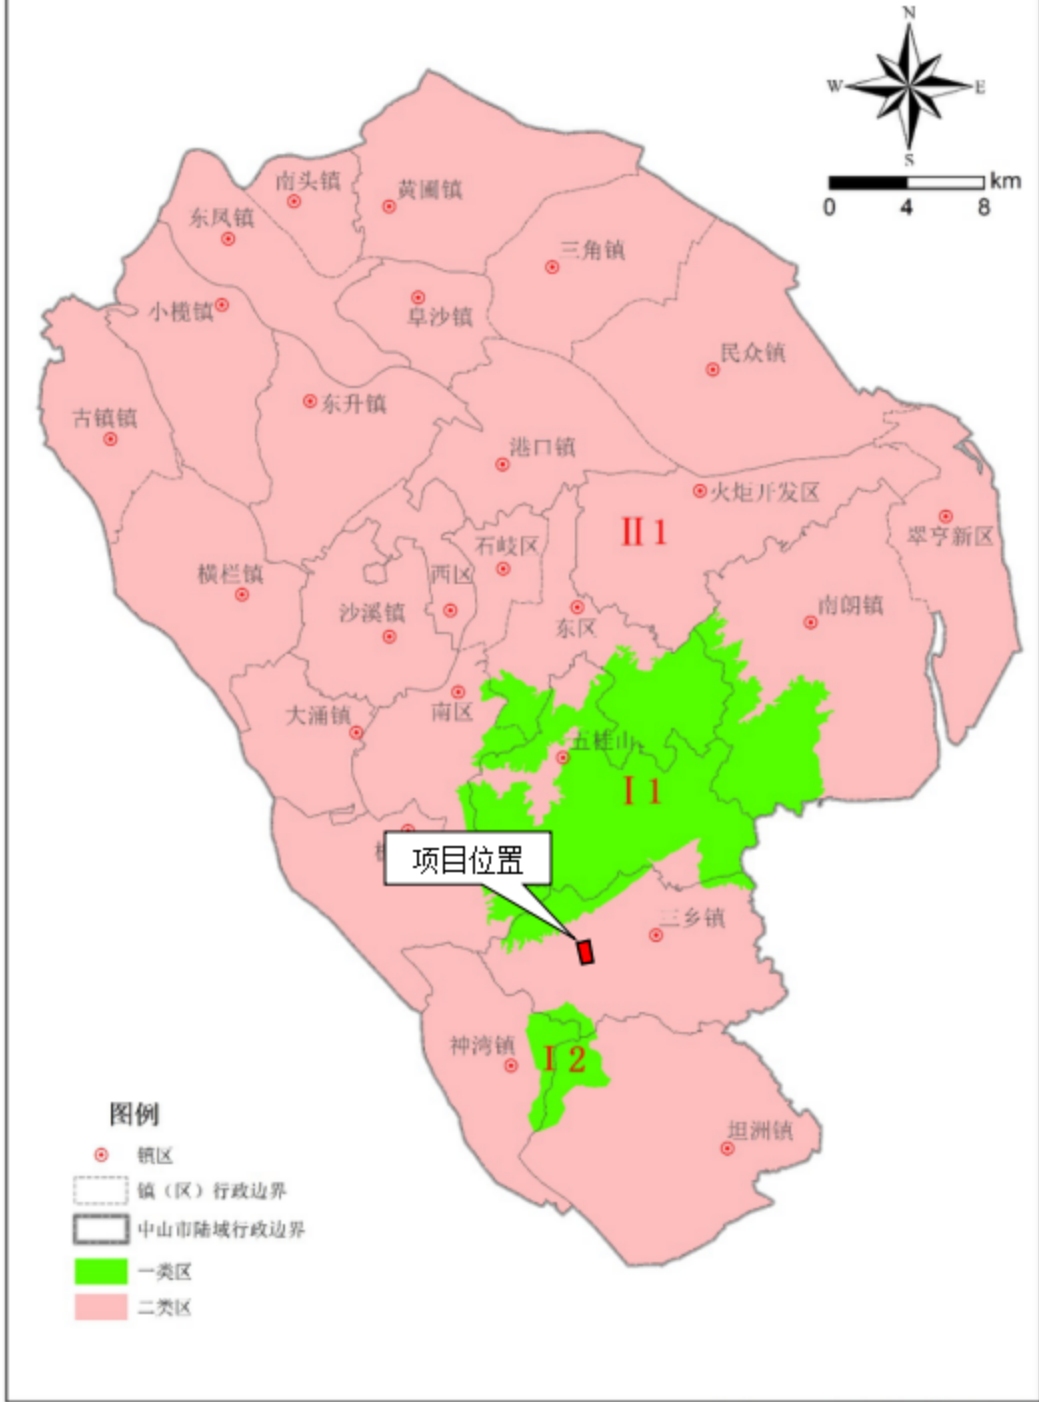 N
W
E
S
km
0
4
8
南头镇
黄圃镇
东凤镇
三角镇
小榄镇
阜沙镇
民众镇
古镇镇
东升镇
港口镇
火炬开发区
II 1
翠亨新区
石岐区
横栏镇
西区
沙溪镇
南朗镇
东区
大涌镇
南区
五桂山
I 1
项目位置
三乡镇
神湾镇
I 2
坦洲镇
图例
镇区
镇（区）行政边界
中山市陆域行政边界
一类区
二类区